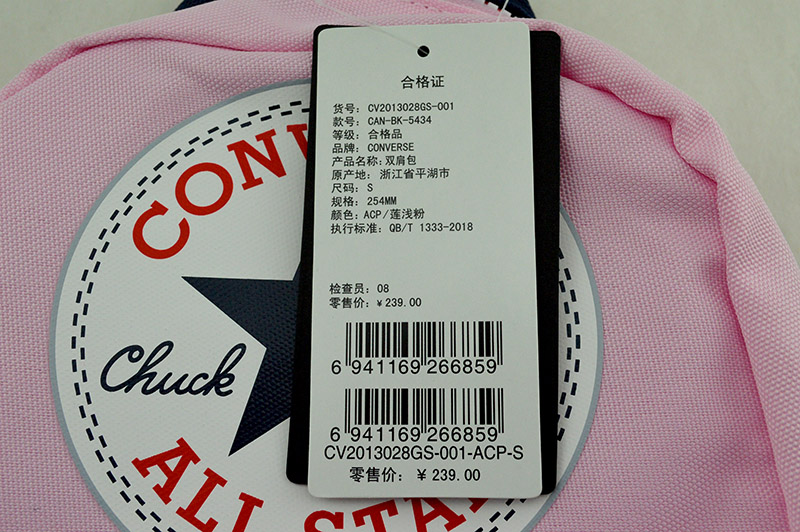 合格证
货号: CV2013028GS-001
款号: CAN-BK-5434
等级: 合格品
品牌: CONVERSE
产品名称: 双肩包
原产地: 浙江省平湖市
尺码: S
规格: 254MM
颜色: ACP/莲浅粉
执行标准: QB/T 1333-2018
检查员: 08
零售价: ¥239.00
6 941169 266859
6 941169 266859
CV2013028GS-001-ACP-S
零售价: ¥239.00
CONV
Chuck
ALL STA